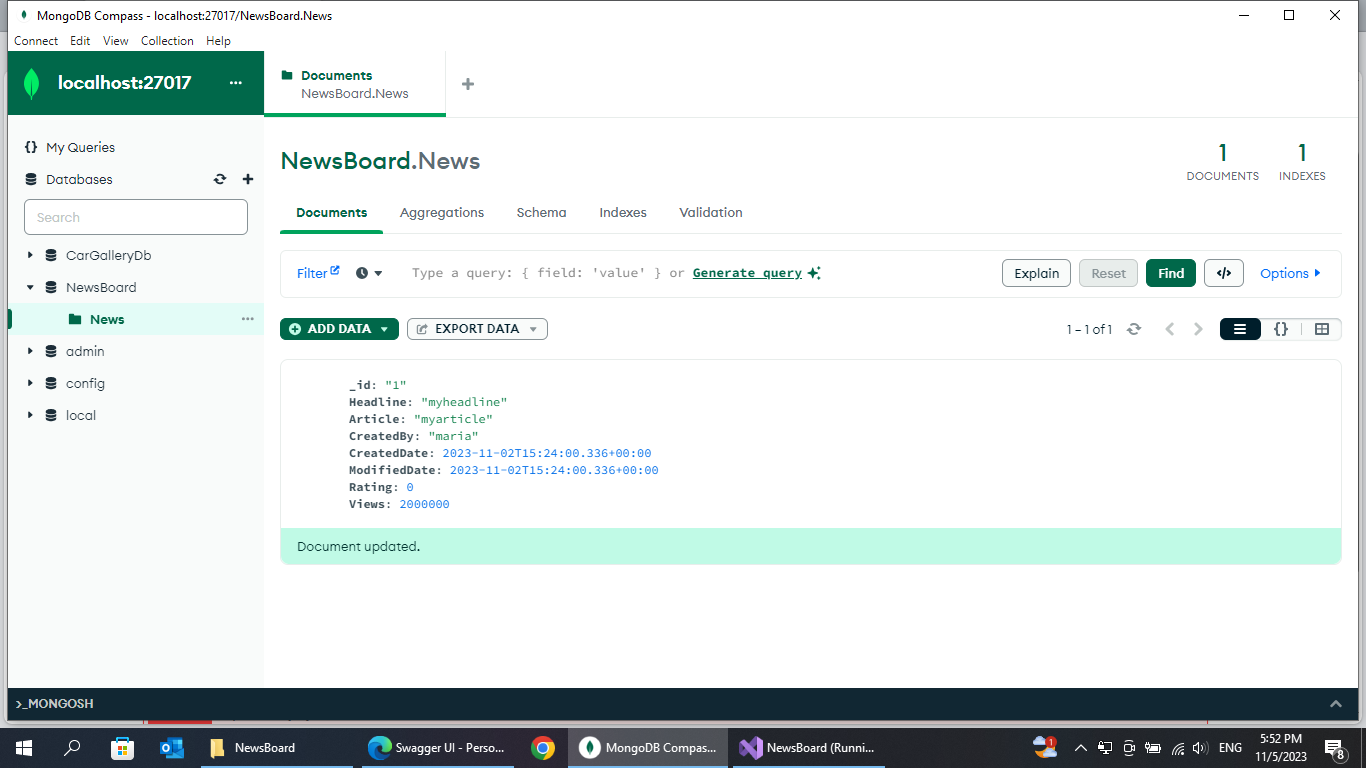 MongoDB Compass - localhost:27017/NewsBoard.News
Connect Edit View Collection Help
localhost:27017 ...
Documents
NewsBoard.News
My Queries
Databases
Search
CarGalleryDb
NewsBoard
News ...
admin
config
local
NewsBoard.News
1
DOCUMENTS
1
INDEXES
Documents Aggregations Schema Indexes Validation
Filter Type a query: { field: 'value' } or Generate query Explain Reset Find </> Options
ADD DATA EXPORT DATA 1 – 1 of 1 {}
_id: "1"
Headline: "myheadline"
Article: "myarticle"
CreatedBy: "maria"
CreatedDate: 2023-11-02T15:24:00.336+00:00
ModifiedDate: 2023-11-02T15:24:00.336+00:00
Rating: 0
Views: 2000000
Document updated.
>_MONGOSH
NewsBoard Swagger UI - Perso... MongoDB Compas... NewsBoard (Runni... 1 ENG 5:52 PM
11/5/2023 8